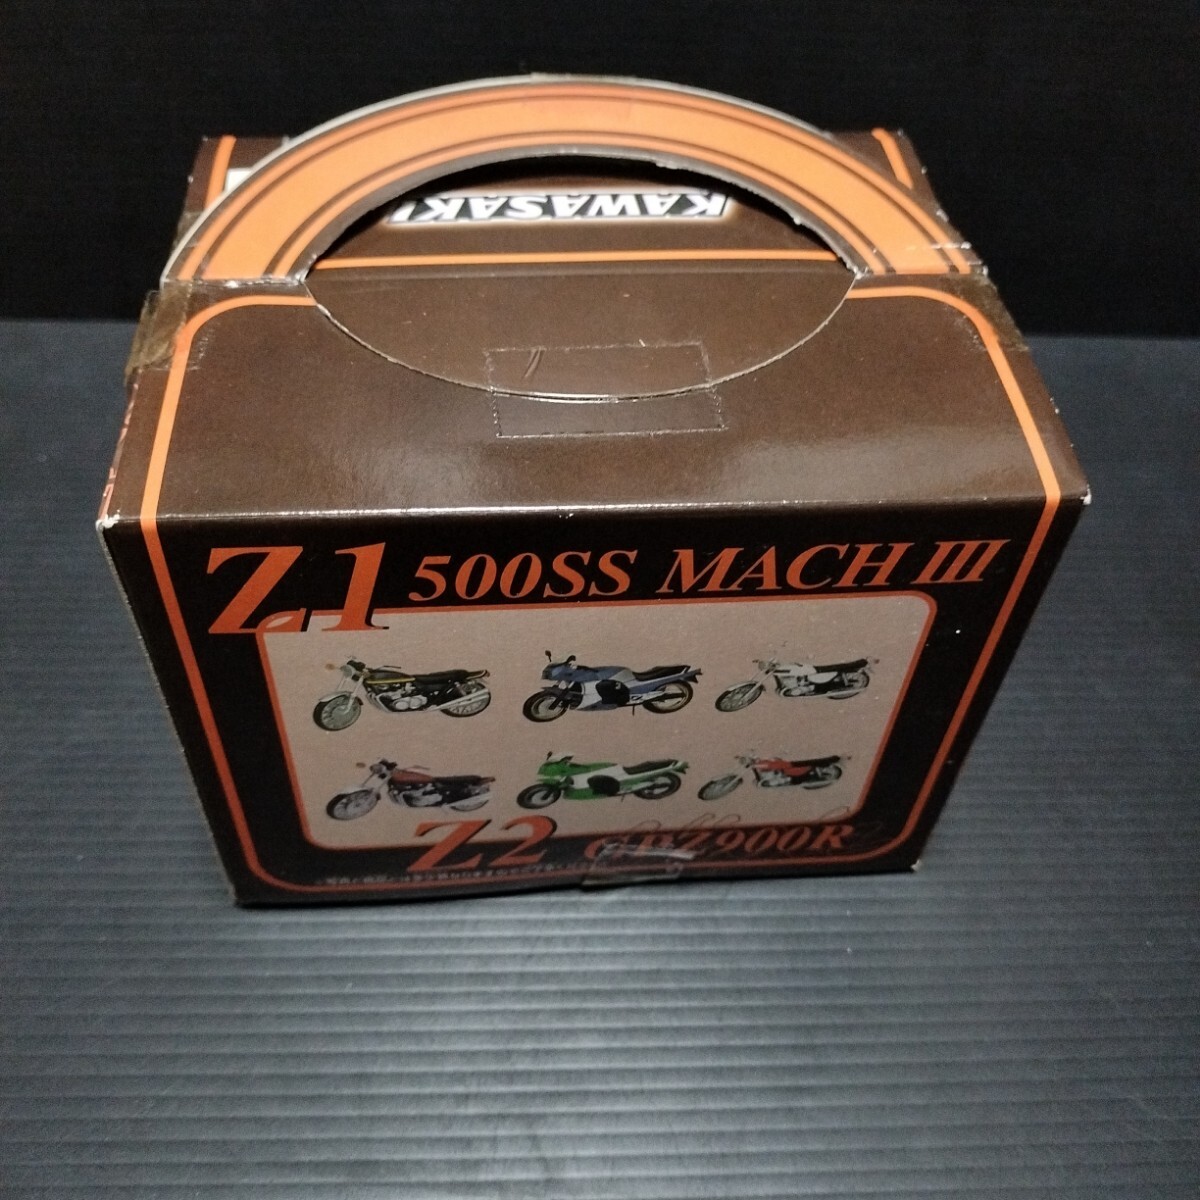 KAWASAKI
Z1 500SS MACH III
Z2 GPZ900R